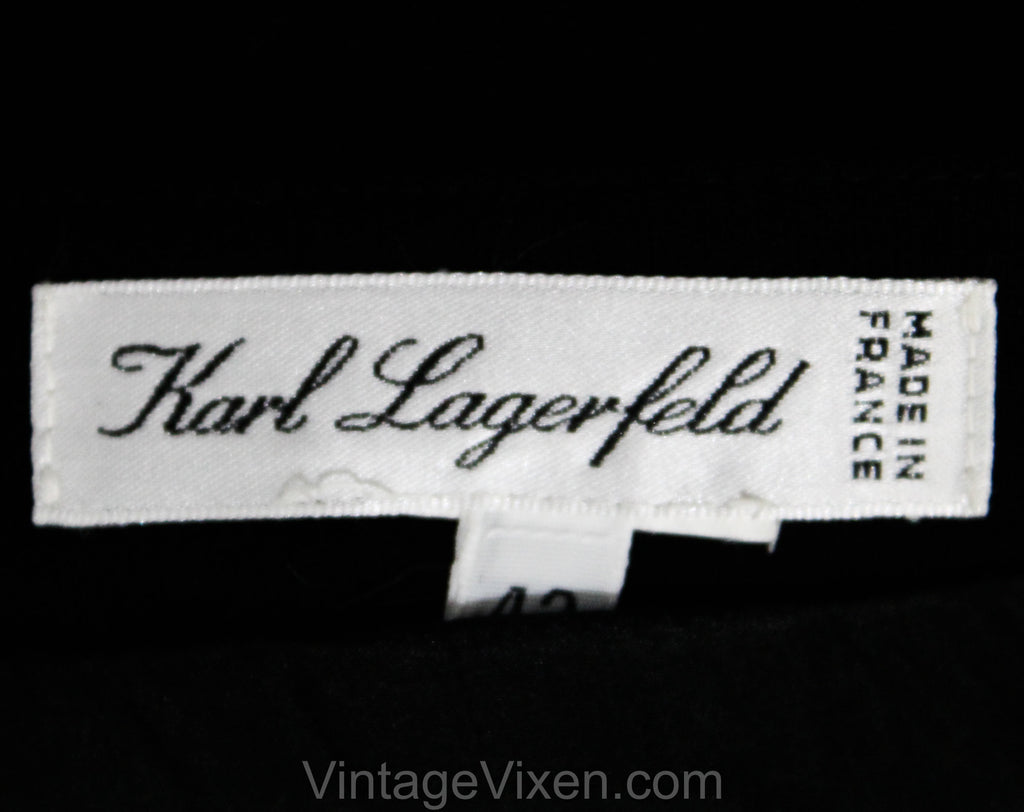 Karl Lagerfeld
MADE IN
FRANCE
VintageVixen.com